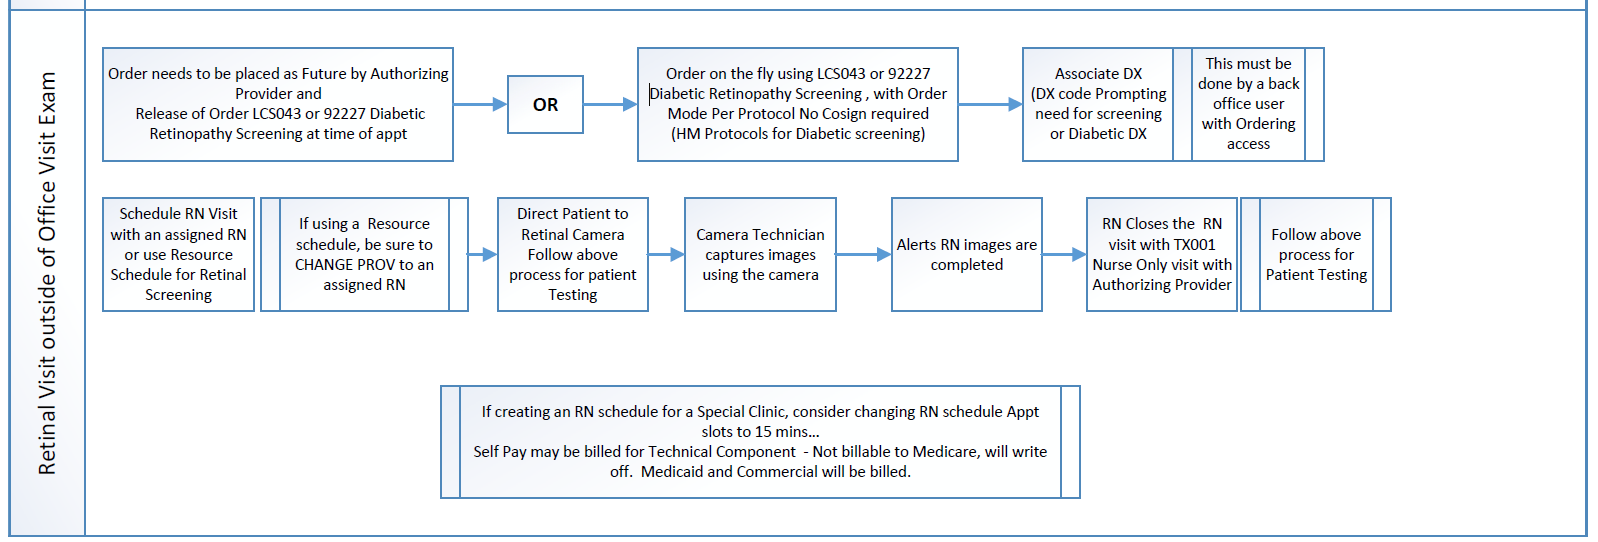 Retinal Visit outside of Office Visit Exam
Order needs to be placed as Future by Authorizing
Provider and
Release of Order LCS043 or 92227 Diabetic
Retinopathy Screening at time of appt
OR
Order on the fly using LCS043 or 92227
Diabetic Retinopathy Screening , with Order
Mode Per Protocol No Cosign required
(HM Protocols for Diabetic screening)
Associate DX
(DX code Prompting
need for screening
or Diabetic DX
This must be
done by a back
office user
with Ordering
access
Schedule RN Visit
with an assigned RN
or use Resource
Schedule for Retinal
Screening
If using a  Resource
schedule, be sure to
CHANGE PROV to an
assigned RN
Direct Patient to
Retinal Camera
Follow above
process for patient
Testing
Camera Technician
captures images
using the camera
Alerts RN images are
completed
RN Closes the  RN
visit with TX001
Nurse Only visit with
Authorizing Provider
Follow above
process for
Patient Testing
If creating an RN schedule for a Special Clinic, consider changing RN schedule Appt
slots to 15 mins…
Self Pay may be billed for Technical Component  - Not billable to Medicare, will write
off.  Medicaid and Commercial will be billed.